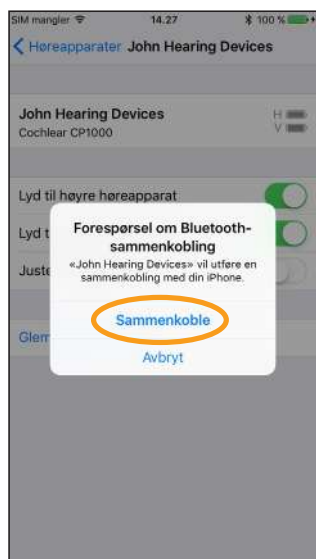 SIM mangler 14.27 100 %
Høreapparater John Hearing Devices
John Hearing Devices H
Cochlear CP1000 V
Lyd til høyre høreapparat
Lyd t
Forespørsel om Bluetooth-
sammenkobling
«John Hearing Devices» vil utføre en
sammenkobling med din iPhone.
Juste
Sammenkoble
Glem
Avbryt